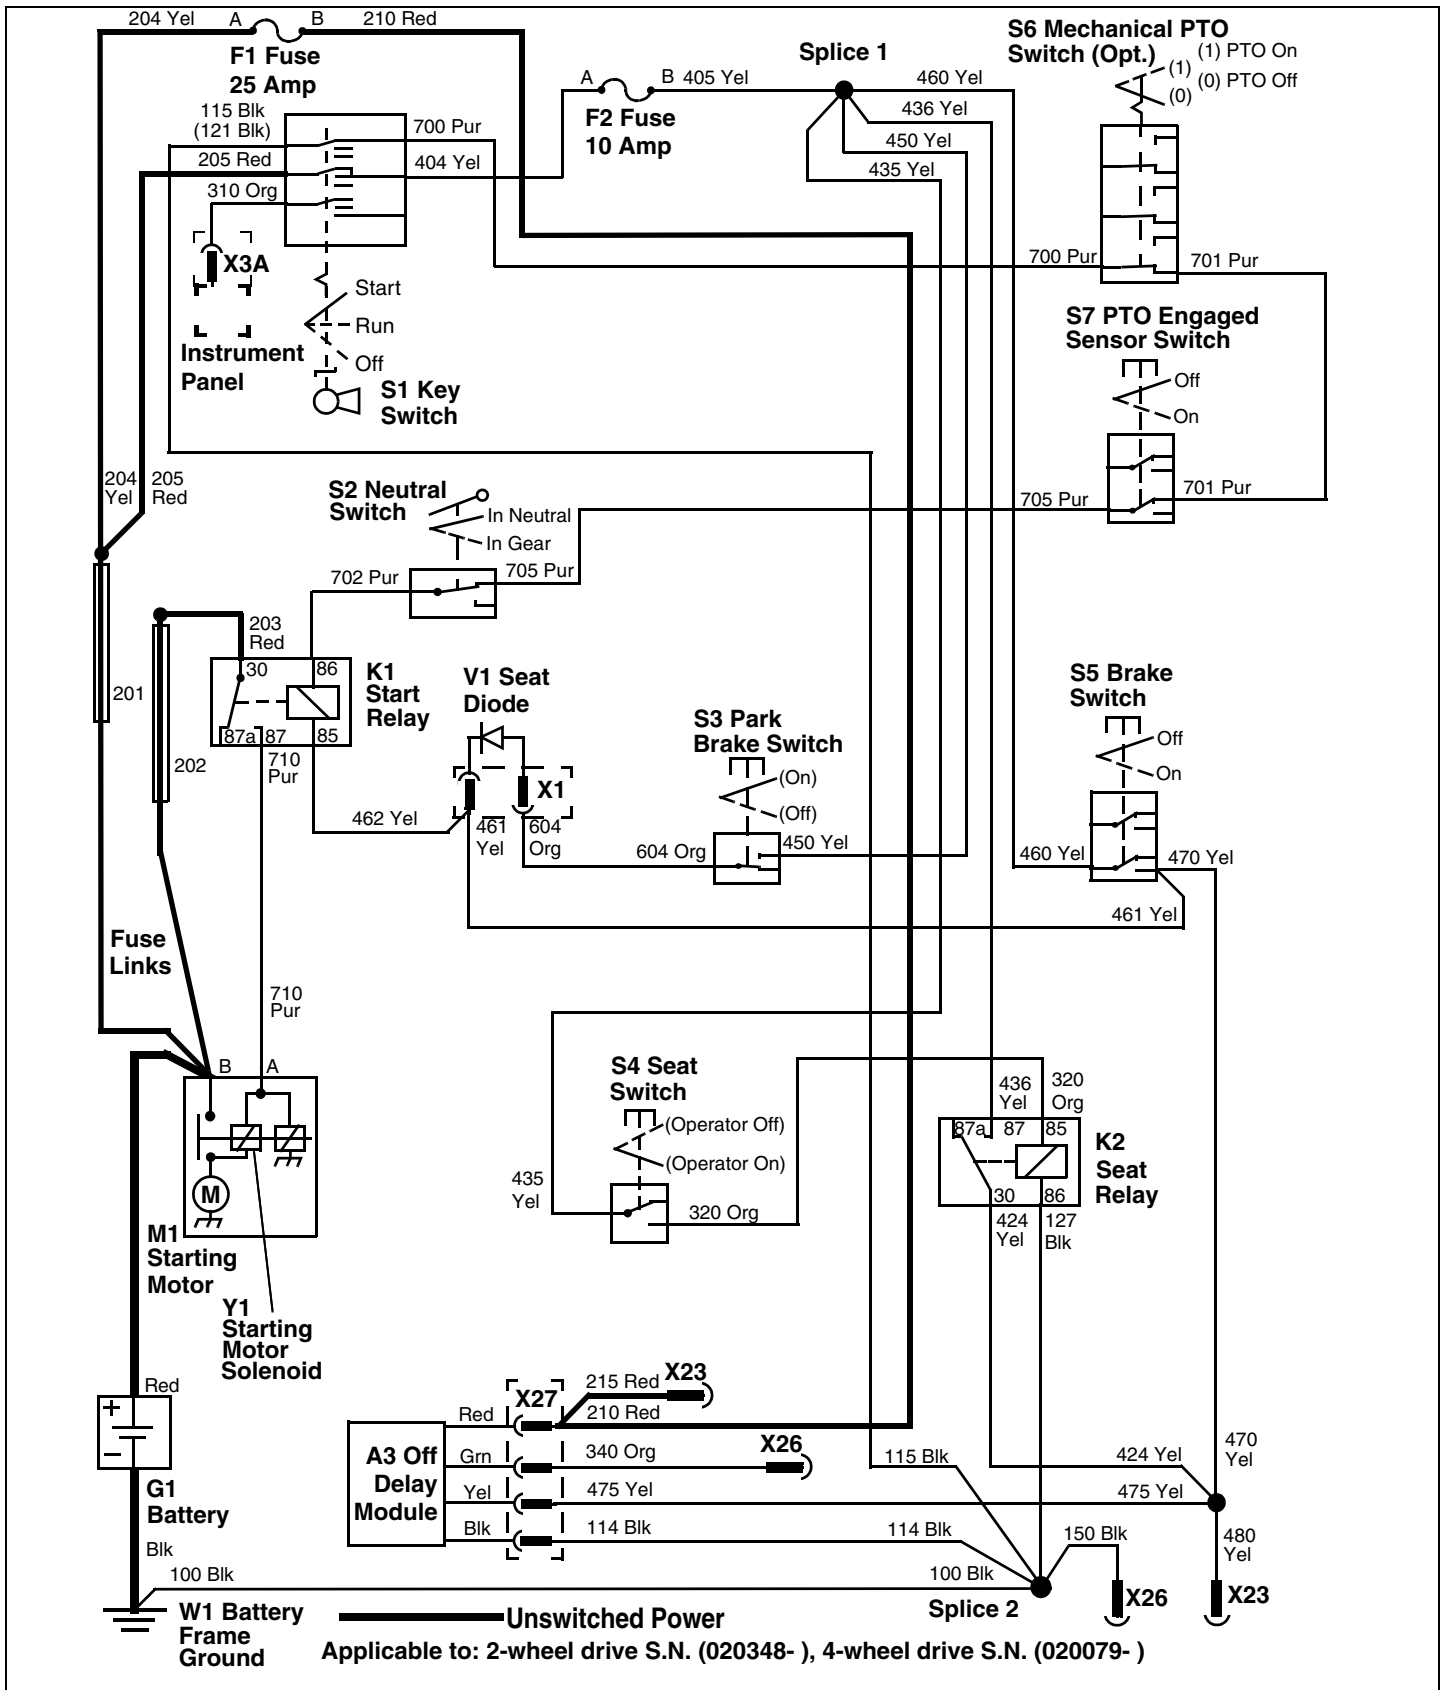 204 Yel
A
B
210 Red
F1 Fuse
25 Amp
Splice 1
S6 Mechanical PTO
Switch (Opt.)
(1) PTO On
(0) PTO Off
(1)
(0)
A
B
405 Yel
460 Yel
F2 Fuse
10 Amp
436 Yel
450 Yel
435 Yel
115 Blk
(121 Blk)
205 Red
310 Org
700 Pur
404 Yel
X3A
Instrument
Panel
Start
Run
Off
S1 Key
Switch
700 Pur
701 Pur
S7 PTO Engaged
Sensor Switch
Off
On
705 Pur
701 Pur
204
Yel
205
Red
S2 Neutral
Switch
In Neutral
In Gear
702 Pur
705 Pur
203
Red
30
86
87a
87
85
K1
Start
Relay
201
202
710
Pur
V1 Seat
Diode
X1
462 Yel
461
Yel
604
Org
S3 Park
Brake Switch
(On)
(Off)
604 Org
450 Yel
S5 Brake
Switch
Off
On
460 Yel
470 Yel
461 Yel
Fuse
Links
710
Pur
B
A
M
M1
Starting
Motor
Y1
Starting
Motor
Solenoid
S4 Seat
Switch
(Operator Off)
(Operator On)
435
Yel
320 Org
436
Yel
320
Org
87a
87
85
30
86
K2
Seat
Relay
424
Yel
127
Blk
Red
+
−
G1
Battery
Blk
100 Blk
W1 Battery
Frame
Ground
A3 Off
Delay
Module
Red
Grn
Yel
Blk
X27
215 Red
X23
210 Red
340 Org
X26
475 Yel
114 Blk
115 Blk
114 Blk
100 Blk
424 Yel
475 Yel
470
Yel
150 Blk
480
Yel
Splice 2
X26
X23
Unswitched Power
Applicable to: 2-wheel drive S.N. (020348- ), 4-wheel drive S.N. (020079- )